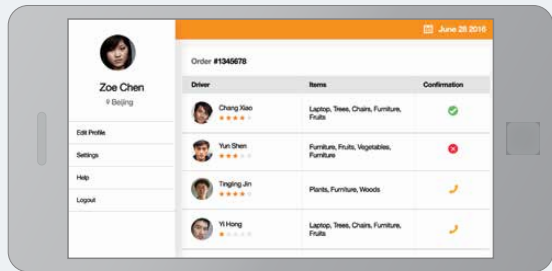 June 28 2016
Zoe Chen
Beijing
Edit Profile
Settings
Help
Logout
Order #1345678
Driver Items Confirmation
Chang Xiao
Laptop, Trees, Chairs, Furniture,
Fruits
Yun Shen
Furniture, Fruits, Vegetables,
Furniture
Tingling Jin
Plants, Furniture, Woods
Yi Hong
Laptop, Trees, Chairs, Furniture,
Fruits